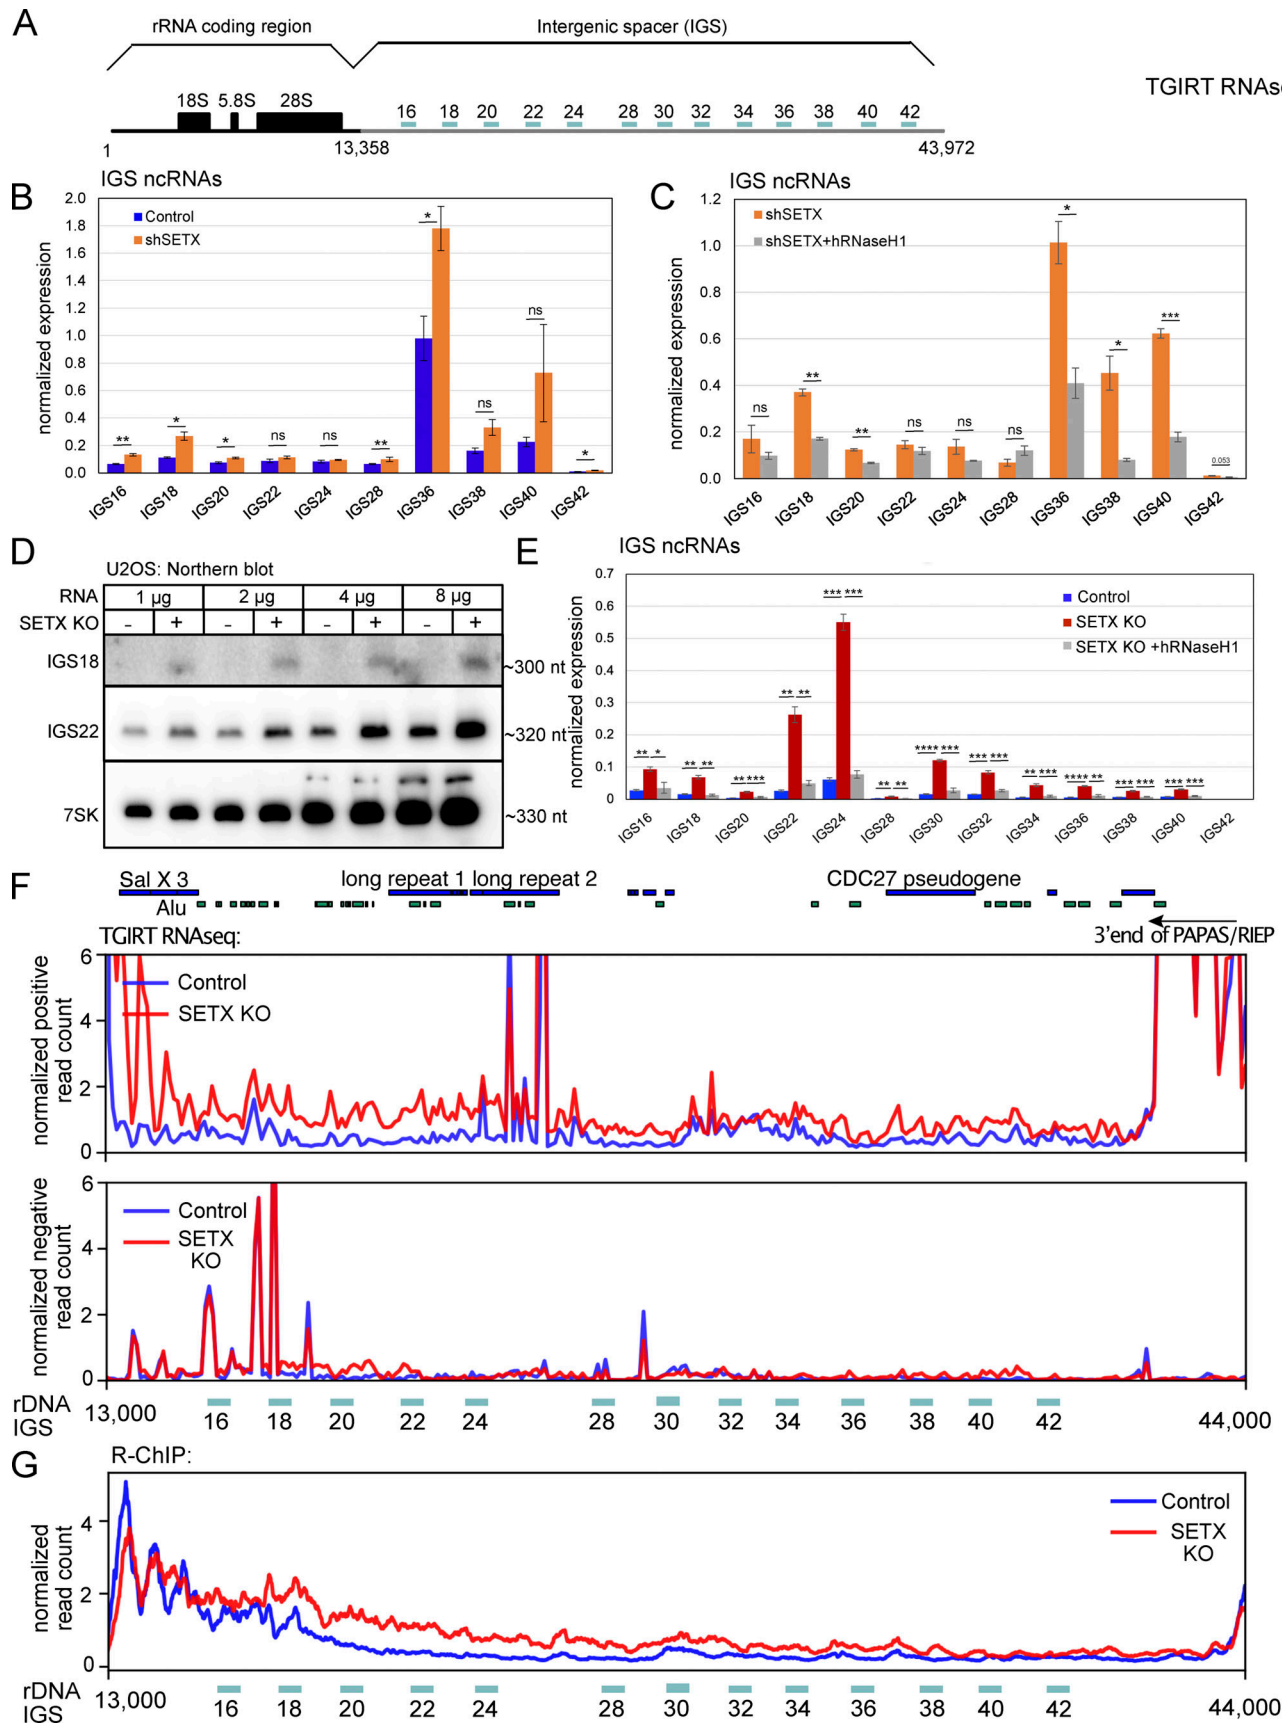 A
rRNA coding region
Intergenic spacer (IGS)
TGIRT RNAse
18S 5.8S 28S
16 18 20 22 24 28 30 32 34 36 38 40 42
1 13,358 43,972
B
IGS ncRNAs
Control
shSETX
normalized expression
2.0
1.8
1.6
1.4
1.2
1.0
0.8
0.6
0.4
0.2
0.0
** * * ns ns ** * ns ns *
IGS16 IGS18 IGS20 IGS22 IGS24 IGS28 IGS36 IGS38 IGS40 IGS42
C
IGS ncRNAs
shSETX
shSETX+hRNaseH1
normalized expression
1.2
1.0
0.8
0.6
0.4
0.2
0.0
ns ** ** ns ns ns * * *** 0.053
IGS16 IGS18 IGS20 IGS22 IGS24 IGS28 IGS36 IGS38 IGS40 IGS42
D
U2OS: Northern blot
RNA 1 µg 2 µg 4 µg 8 µg
SETX KO - + - + - + - +
IGS18 ~300 nt
IGS22 ~320 nt
7SK ~330 nt
E
IGS ncRNAs
Control
SETX KO
SETX KO +hRNaseH1
normalized expression
0.7
0.6
0.5
0.4
0.3
0.2
0.1
0
** * ** ** ** *** ** ** *** *** ** ** **** *** *** *** ** *** **** ** *** *** *** ***
IGS16 IGS18 IGS20 IGS22 IGS24 IGS28 IGS30 IGS32 IGS34 IGS36 IGS38 IGS40 IGS42
F
Sal X 3 long repeat 1 long repeat 2 CDC27 pseudogene
Alu
TGIRT RNAseq:
3'end of PAPAS/RIEP
Control
SETX KO
normalized positive
read count
6
4
2
0
Control
SETX
KO
normalized negative
read count
6
4
2
0
rDNA
IGS
13,000 16 18 20 22 24 28 30 32 34 36 38 40 42 44,000
G
R-ChIP:
Control
SETX
KO
normalized
read count
4
2
0
rDNA
IGS
13,000 16 18 20 22 24 28 30 32 34 36 38 40 42 44,000